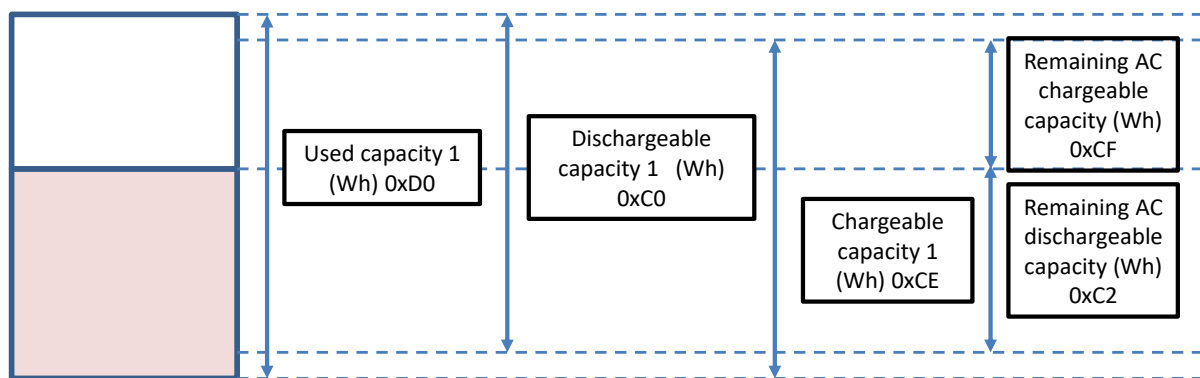 Used capacity 1
(Wh) 0xD0
Dischargeable
capacity 1 (Wh)
0xC0
Chargeable
capacity 1
(Wh) 0xCE
Remaining AC
chargeable
capacity (Wh)
0xCF
Remaining AC
dischargeable
capacity (Wh)
0xC2